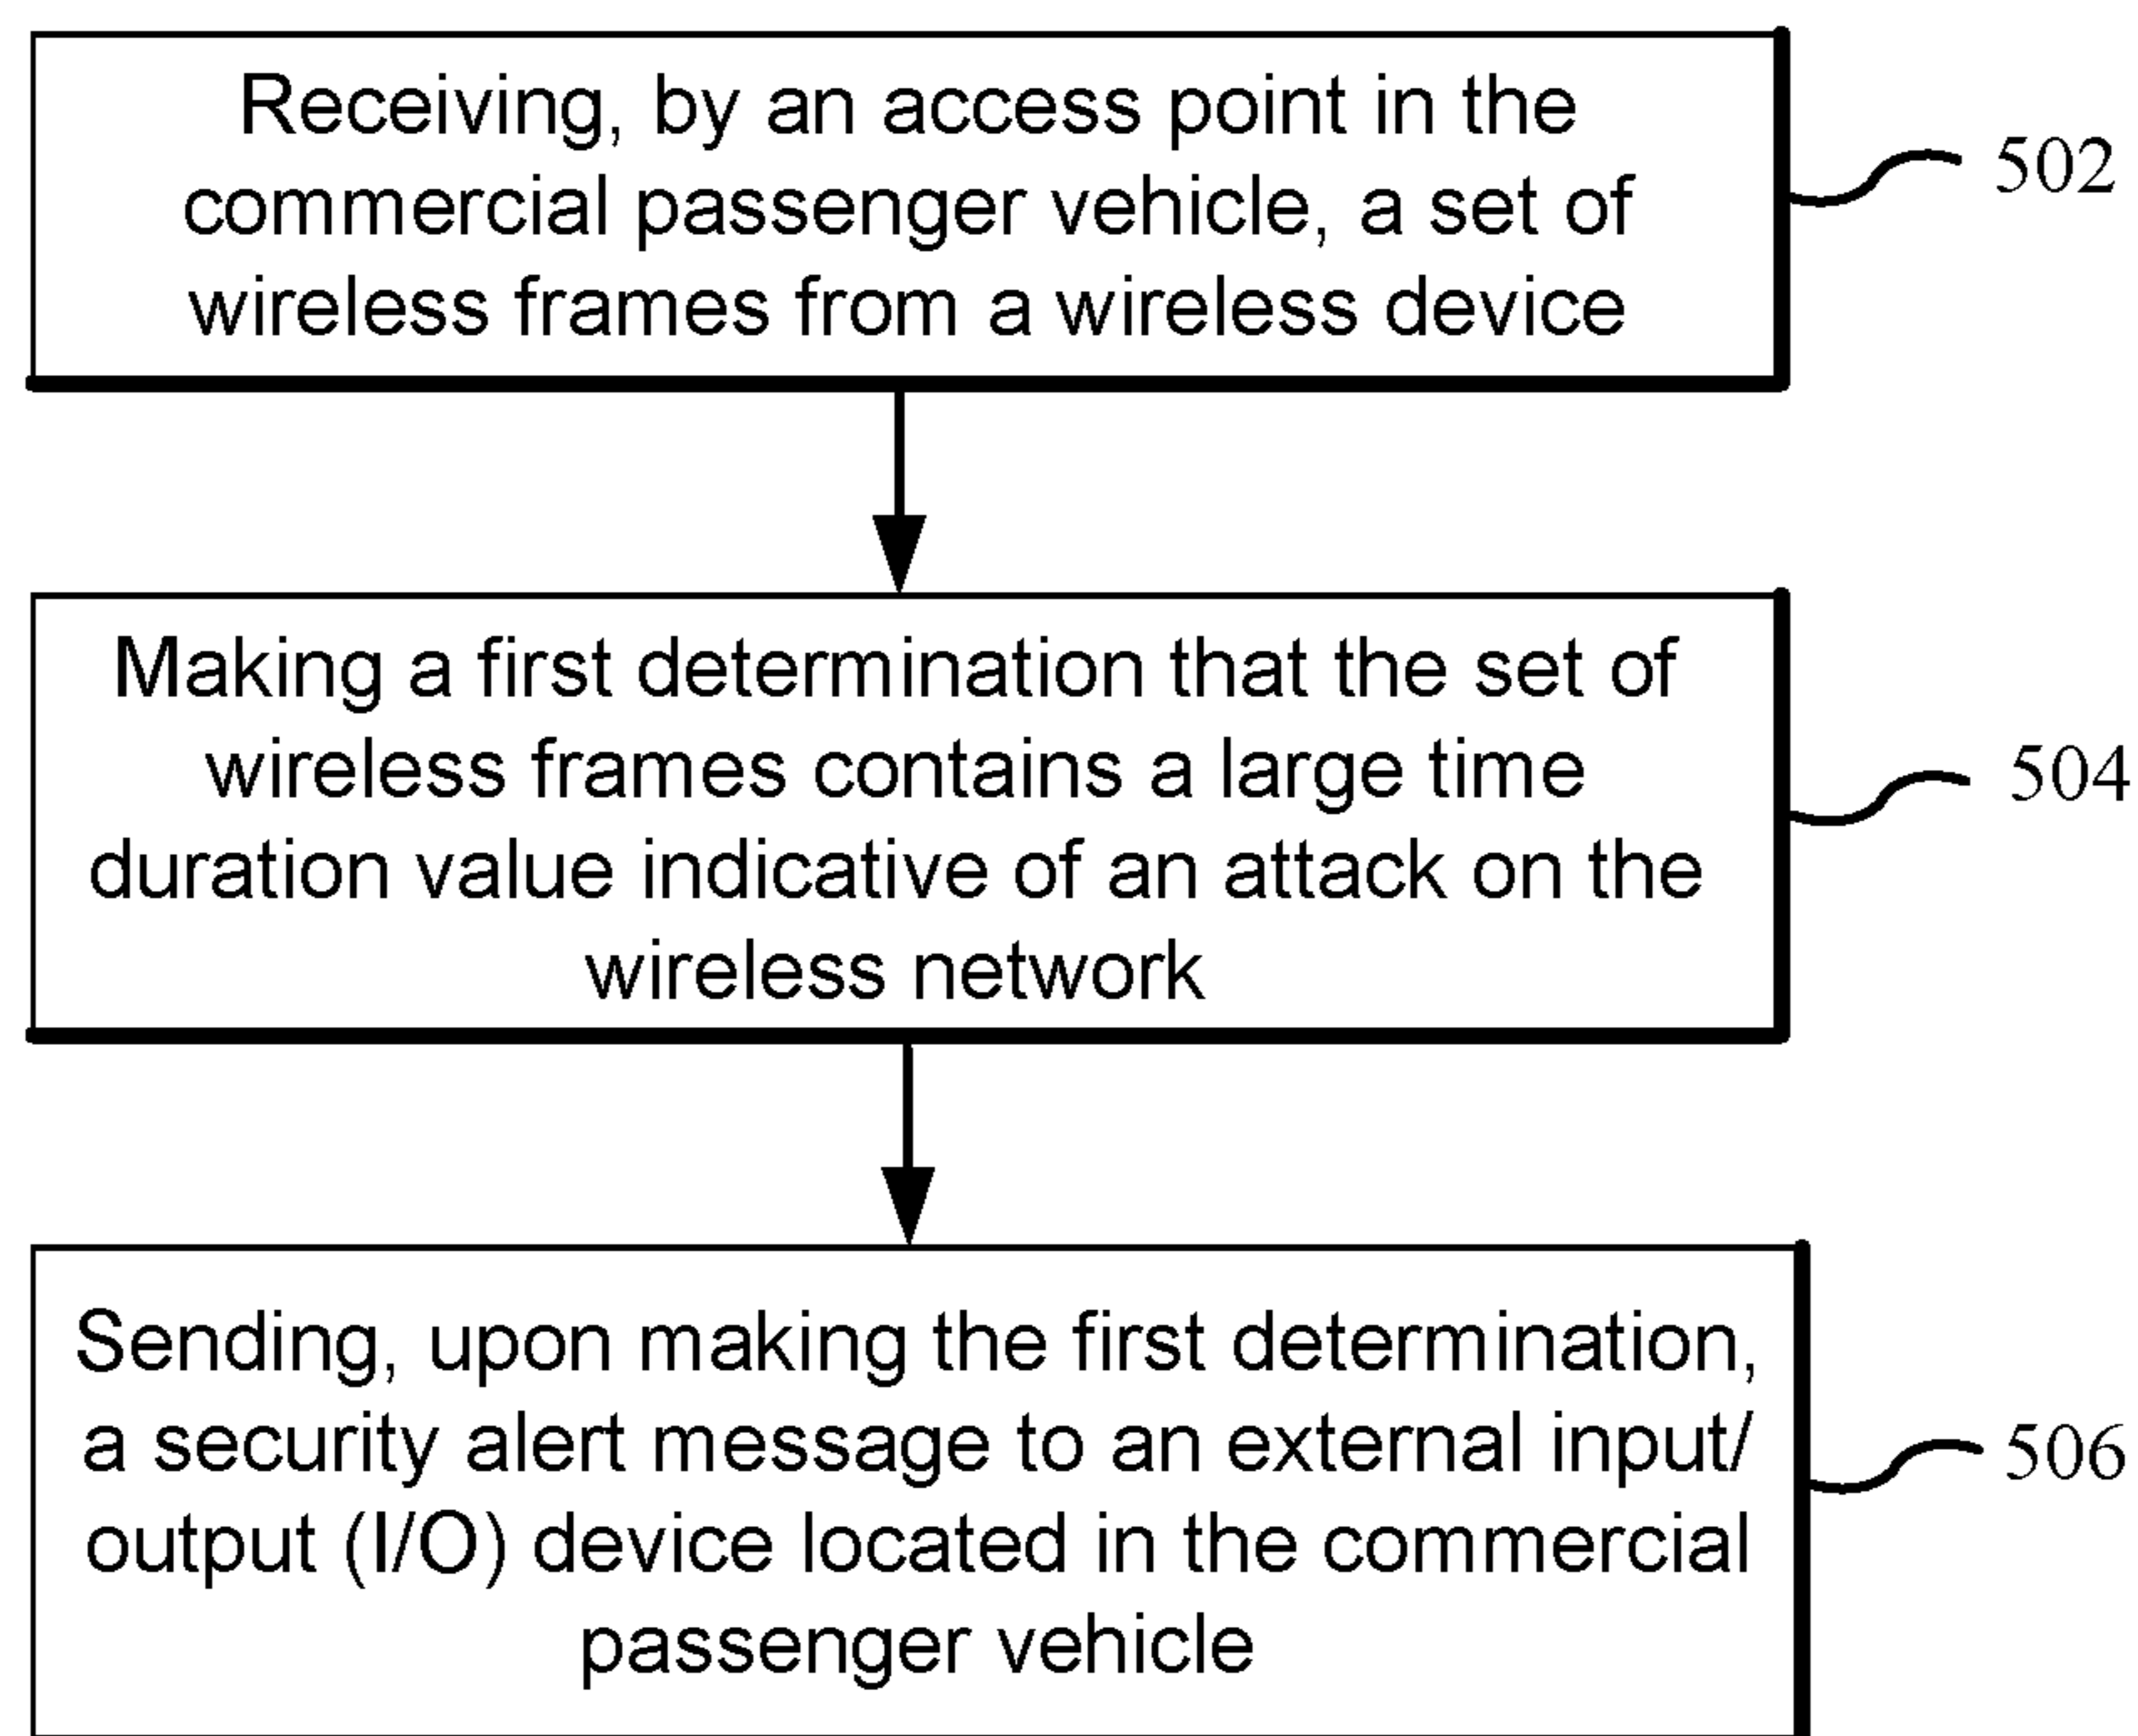 Receiving, by an access point in the
commercial passenger vehicle, a set of
wireless frames from a wireless device
502
Making a first determination that the set of
wireless frames contains a large time
duration value indicative of an attack on the
wireless network
504
Sending, upon making the first determination,
a security alert message to an external input/
output (I/O) device located in the commercial
passenger vehicle
506